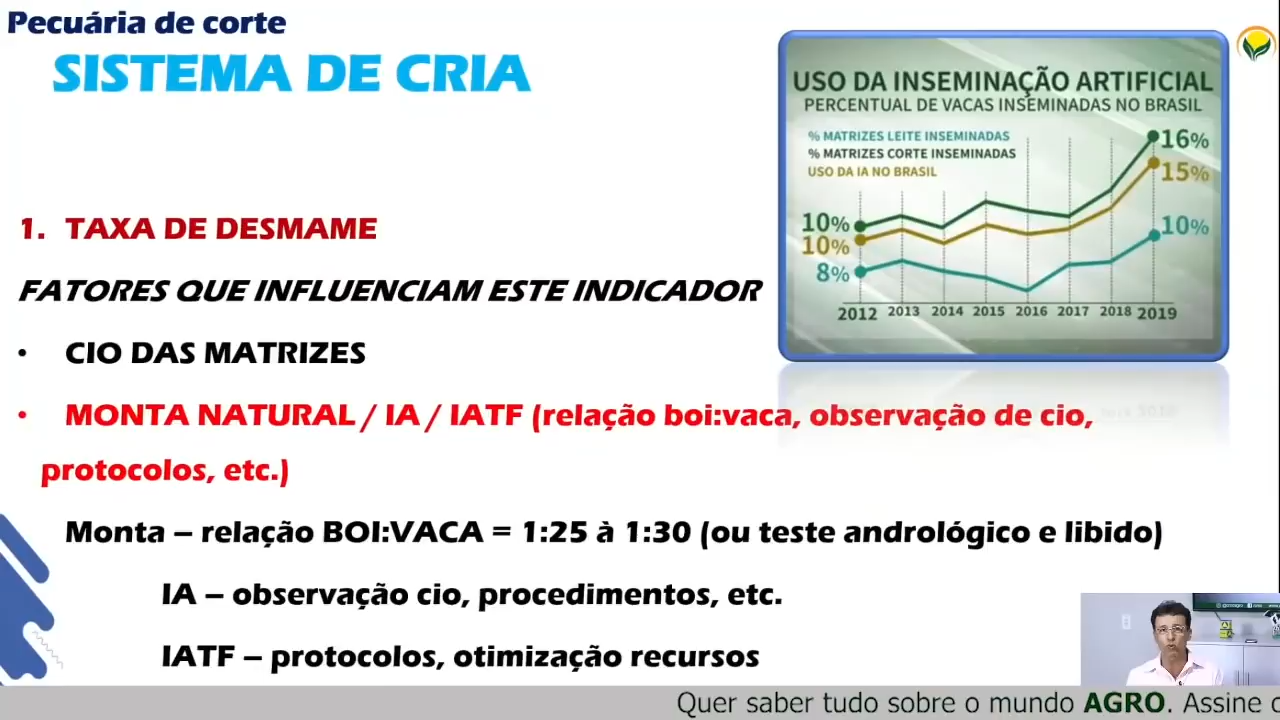 Pecuária de corte
SISTEMA DE CRIA
USO DA INSEMINAÇÃO ARTIFICIAL
PERCENTUAL DE VACAS INSEMINADAS NO BRASIL
% MATRIZES LEITE INSEMINADAS
% MATRIZES CORTE INSEMINADAS
USO DA IA NO BRASIL
16%
15%
10%
10%
10%
8%
2012 2013 2014 2015 2016 2017 2018 2019
1. TAXA DE DESMAME
FATORES QUE INFLUENCIAM ESTE INDICADOR
• CIO DAS MATRIZES
• MONTA NATURAL / IA / IATF (relação boi:vaca, observação de cio,
protocolos, etc.)
Monta – relação BOI:VACA = 1:25 à 1:30 (ou teste andrológico e libido)
IA – observação cio, procedimentos, etc.
IATF – protocolos, otimização recursos
Quer saber tudo sobre o mundo AGRO. Assine